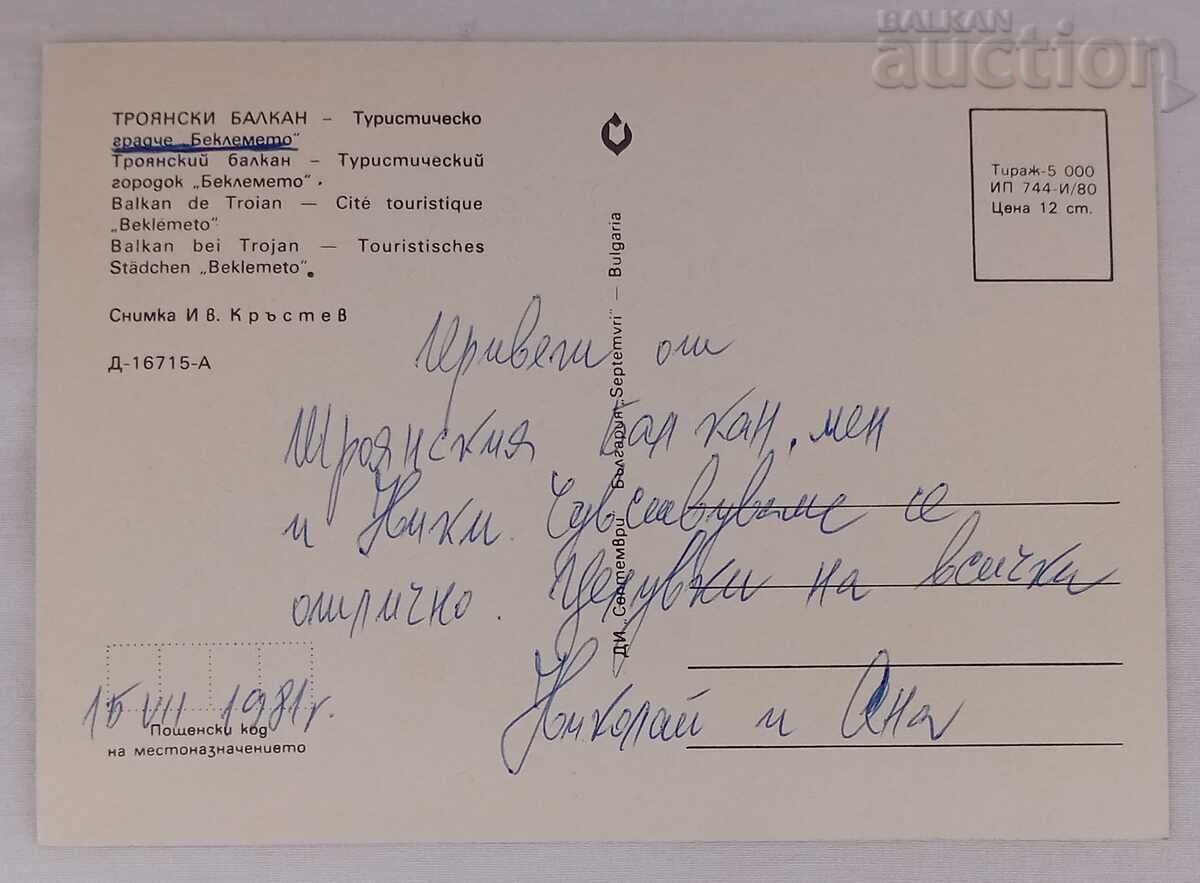 BALKAN
auction
ТРОЯНСКИ БАЛКАН – Туристическо
градче „Беклемето“
Троянский балкан – Туристический
городок „Беклемето“.
Balkan de Troian — Cité touristique
„Beklémeto“
Balkan bei Trojan — Touristisches
Städchen „Beklemeto“.
Снимка Ив. Кръстев
Д-16715-А
ДИ „Септември“ България „Septemvri“ — Bulgaria
Тираж-5 000
ИП 744-И/80
Цена 12 ст.
Привети от
Троянския Балкан, мен
и Ники. Чувствуваме се
отлично. Целувки на всички
Николай и Ана
15 VII 1981г.
Пощенски код
на местоназначението